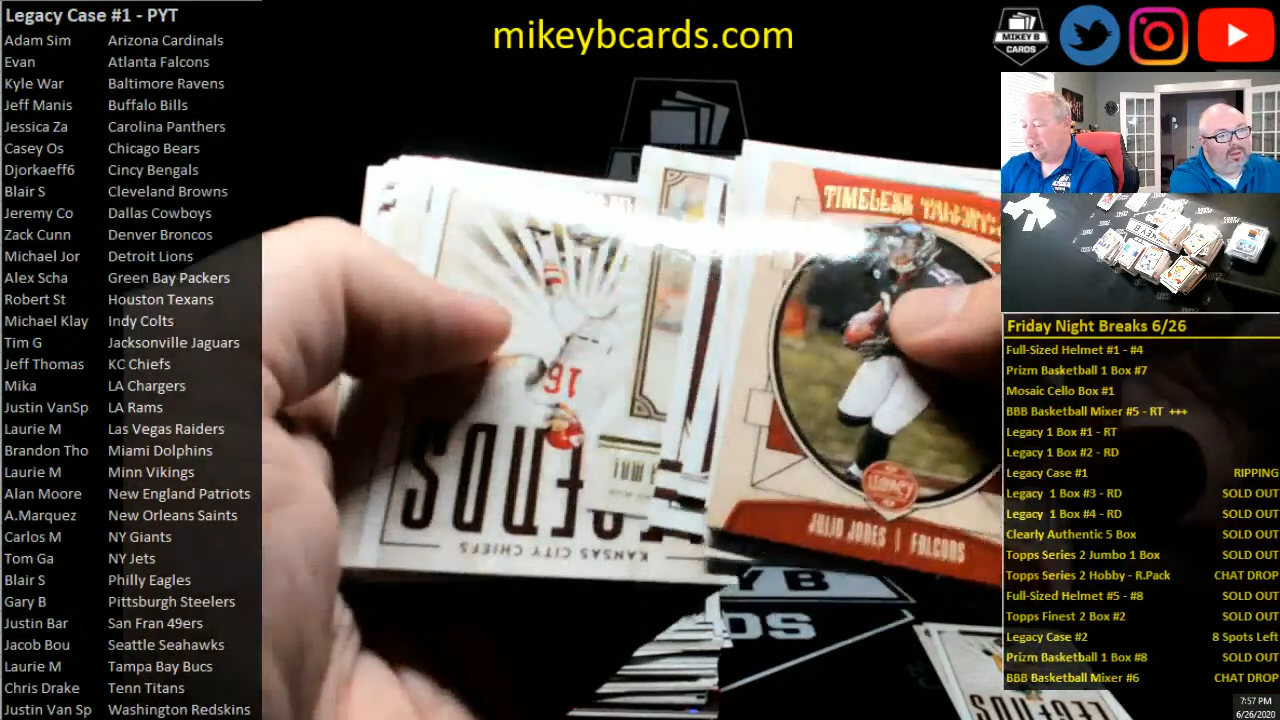 Legacy Case #1 - PYT
Adam Sim Arizona Cardinals
Evan Atlanta Falcons
Kyle War Baltimore Ravens
Jeff Manis Buffalo Bills
Jessica Za Carolina Panthers
Casey Os Chicago Bears
Djorkaeff6 Cincy Bengals
Blair S Cleveland Browns
Jeremy Co Dallas Cowboys
Zack Cunn Denver Broncos
Michael Jor Detroit Lions
Alex Scha Green Bay Packers
Robert St Houston Texans
Michael Klay Indy Colts
Tim G Jacksonville Jaguars
Jeff Thomas KC Chiefs
Mika LA Chargers
Justin VanSp LA Rams
Laurie M Las Vegas Raiders
Brandon Tho Miami Dolphins
Laurie M Minn Vikings
Alan Moore New England Patriots
A.Marquez New Orleans Saints
Carlos M NY Giants
Tom Ga NY Jets
Blair S Philly Eagles
Gary B Pittsburgh Steelers
Justin Bar San Fran 49ers
Jacob Bou Seattle Seahawks
Laurie M Tampa Bay Bucs
Chris Drake Tenn Titans
Justin Van Sp Washington Redskins
mikeybcards.com
TIMELESS
16
KANSAS CITY CHIEFS
LEGACY
JULIO JONES | FALCONS
LEGENDS
MIKEY B
CARDS
Friday Night Breaks 6/26
Full-Sized Helmet #1 - #4
Prizm Basketball 1 Box #7
Mosaic Cello Box #1
BBB Basketball Mixer #5 - RT +++
Legacy 1 Box #1 - RT
Legacy 1 Box #2 - RD
Legacy Case #1 RIPPING
Legacy 1 Box #3 - RD SOLD OUT
Legacy 1 Box #4 - RD SOLD OUT
Clearly Authentic 5 Box SOLD OUT
Topps Series 2 Jumbo 1 Box SOLD OUT
Topps Series 2 Hobby - R.Pack CHAT DROP
Full-Sized Helmet #5 - #8 SOLD OUT
Topps Finest 2 Box #2 SOLD OUT
Legacy Case #2 8 Spots Left
Prizm Basketball 1 Box #8 SOLD OUT
BBB Basketball Mixer #6 CHAT DROP
7:57 PM
6/26/2020